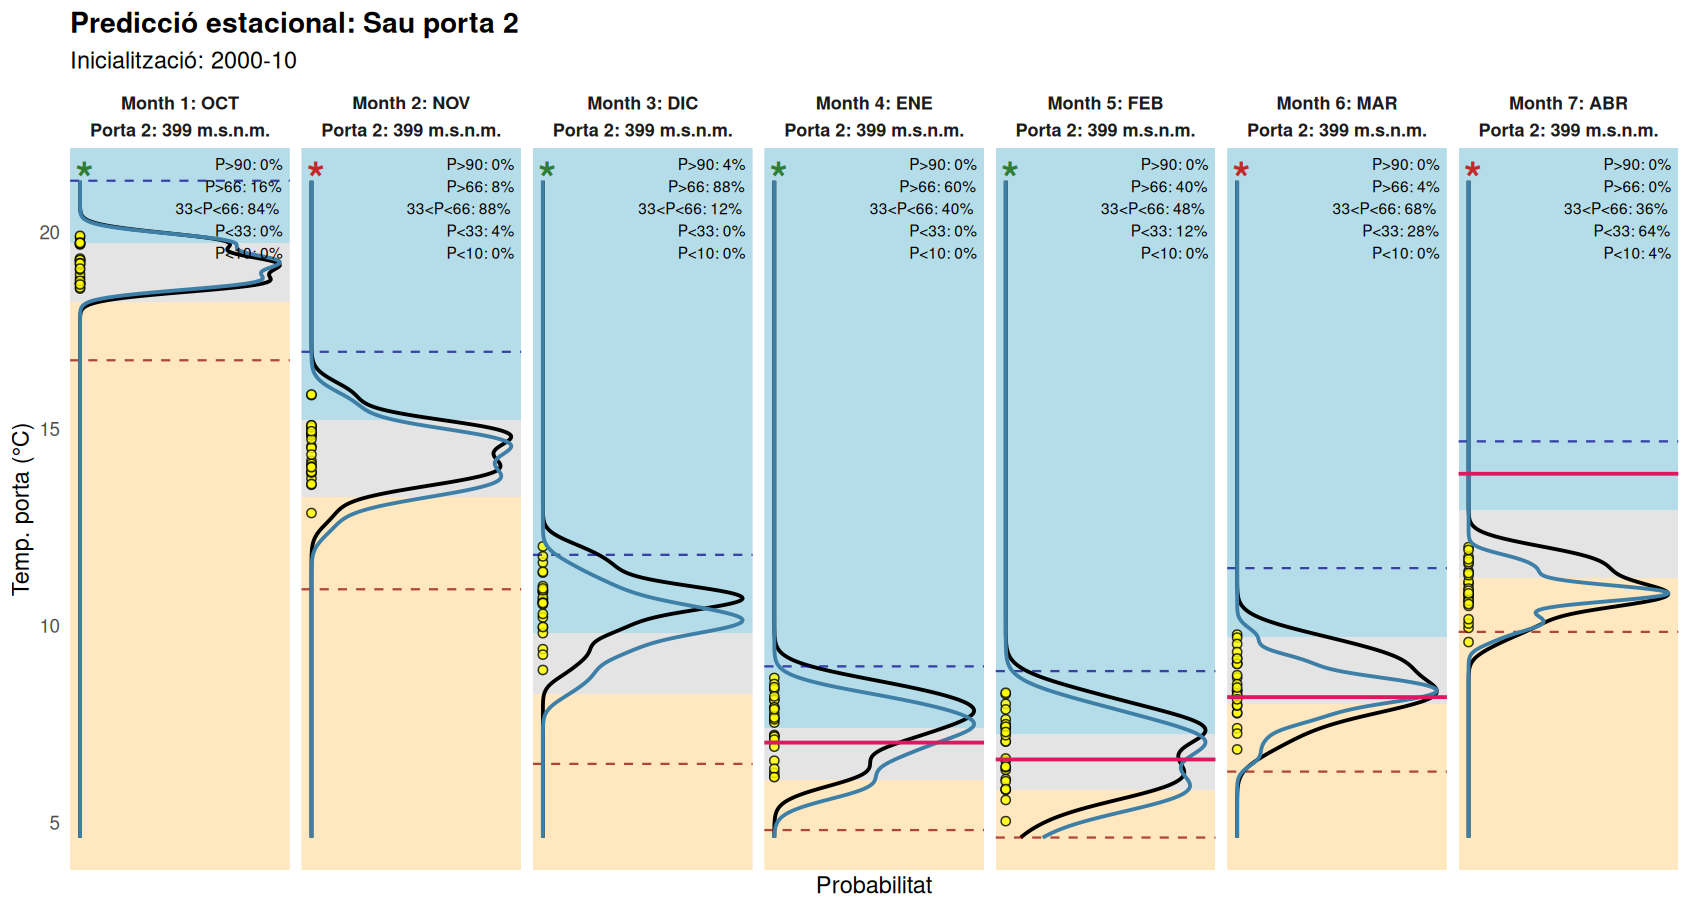 Predicció estacional: Sau porta 2
Inicialització: 2000-10
Month 1: OCT
Porta 2: 399 m.s.n.m.
Month 2: NOV
Porta 2: 399 m.s.n.m.
Month 3: DIC
Porta 2: 399 m.s.n.m.
Month 4: ENE
Porta 2: 399 m.s.n.m.
Month 5: FEB
Porta 2: 399 m.s.n.m.
Month 6: MAR
Porta 2: 399 m.s.n.m.
Month 7: ABR
Porta 2: 399 m.s.n.m.
*
P>90: 0%
P>66: 16%
33<P<66: 84%
P<33: 0%
P<10: 0%
*
P>90: 0%
P>66: 8%
33<P<66: 88%
P<33: 4%
P<10: 0%
*
P>90: 4%
P>66: 88%
33<P<66: 12%
P<33: 0%
P<10: 0%
*
P>90: 0%
P>66: 60%
33<P<66: 40%
P<33: 0%
P<10: 0%
*
P>90: 0%
P>66: 40%
33<P<66: 48%
P<33: 12%
P<10: 0%
*
P>90: 0%
P>66: 4%
33<P<66: 68%
P<33: 28%
P<10: 0%
*
P>90: 0%
P>66: 0%
33<P<66: 36%
P<33: 64%
P<10: 4%
20
15
10
5
Temp. porta (°C)
Probabilitat